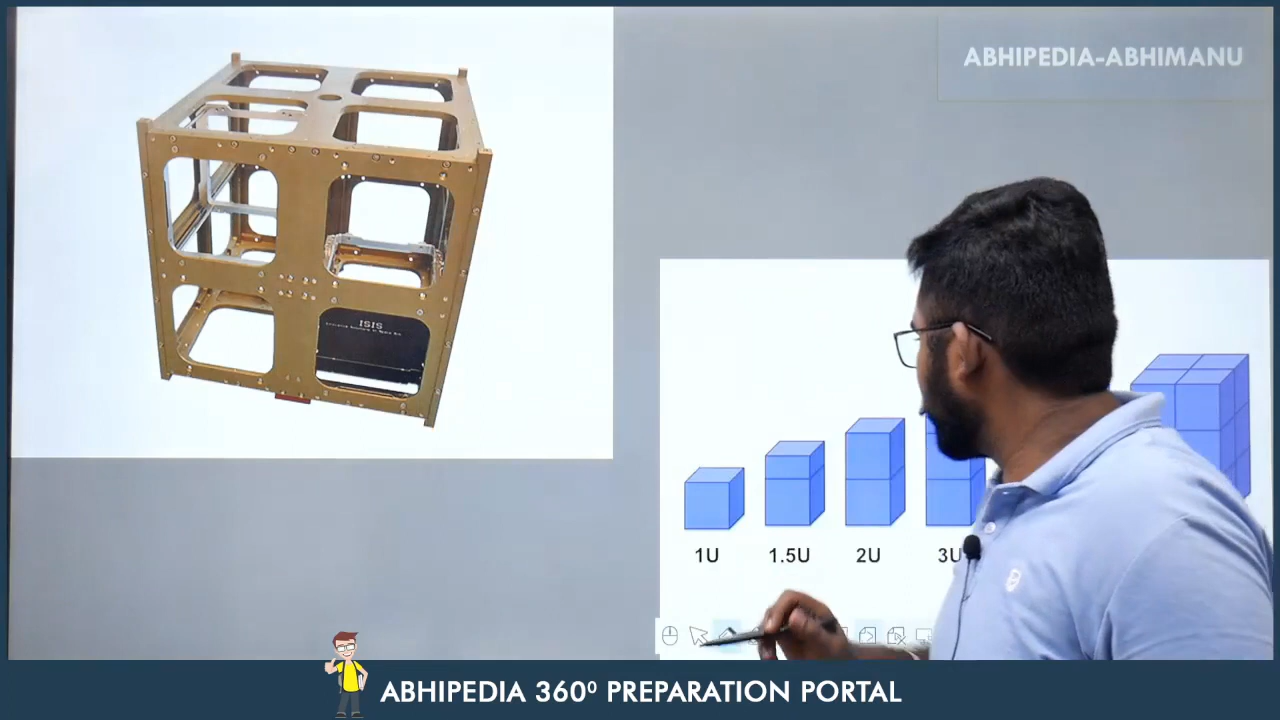 ABHIPEDIA-ABHIMANU
ISIS
1U
1.5U
2U
3U
ABHIPEDIA 360⁰ PREPARATION PORTAL